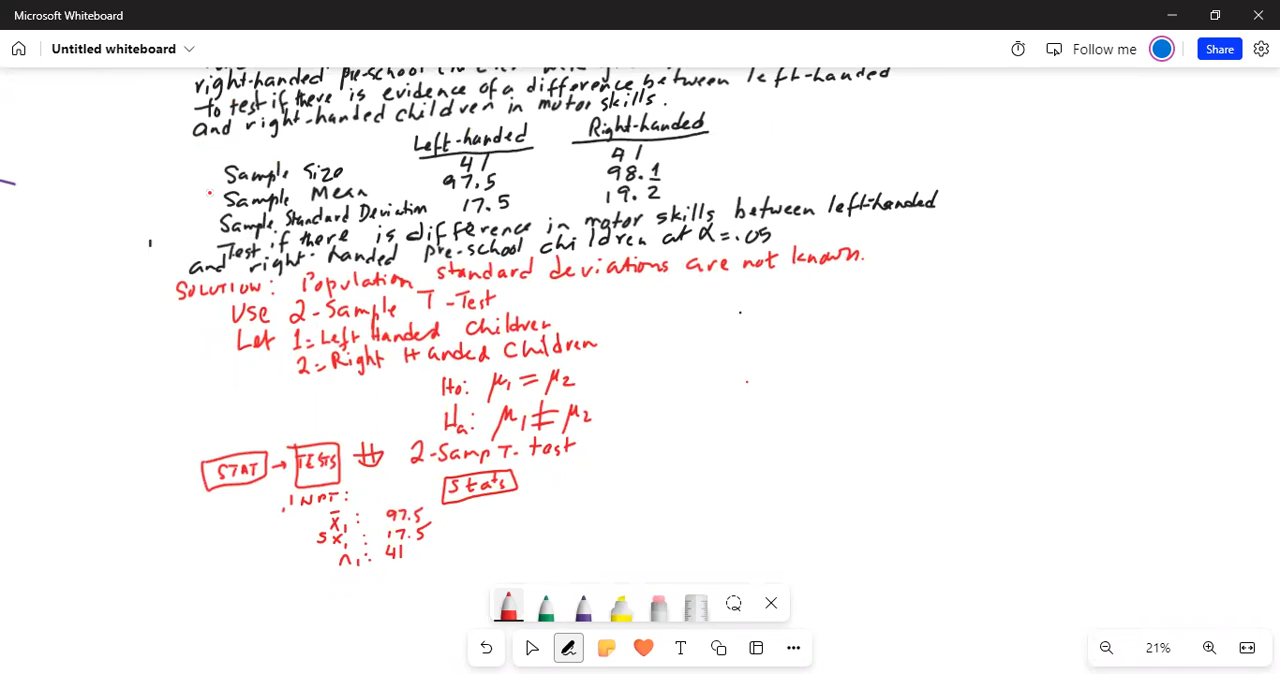 Microsoft Whiteboard
Untitled whiteboard
Follow me
Share
right-handed pre-school
to test if there is evidence of a difference between left-handed
and right-handed children in motor skills.
Left-handed Right-handed
Sample Size 41 41
Sample Mean 97.5 98.1
Sample Standard Deviation 17.5 19.2
Test if there is difference in motor skills between left-handed
and right-handed pre-school children at α = .05
SOLUTION: Population standard deviations are not known.
Use 2-Sample T-Test
Let 1 = Left Handed Children
2 = Right Handed Children
Ho: μ1 = μ2
Ha: μ1 ≠ μ2
STAT → TESTS ↓ 2-Samp T-test
INPT: Stats
x̄1: 97.5
sx1: 17.5
n1: 41
21%